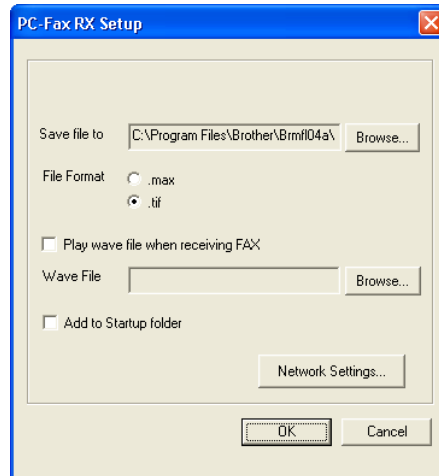 PC-Fax RX Setup
Save file to C:\Program Files\Brother\Brmfl04a\ Browse...
File Format .max
.tif
Play wave file when receiving FAX
Wave File Browse...
Add to Startup folder
Network Settings...
OK Cancel